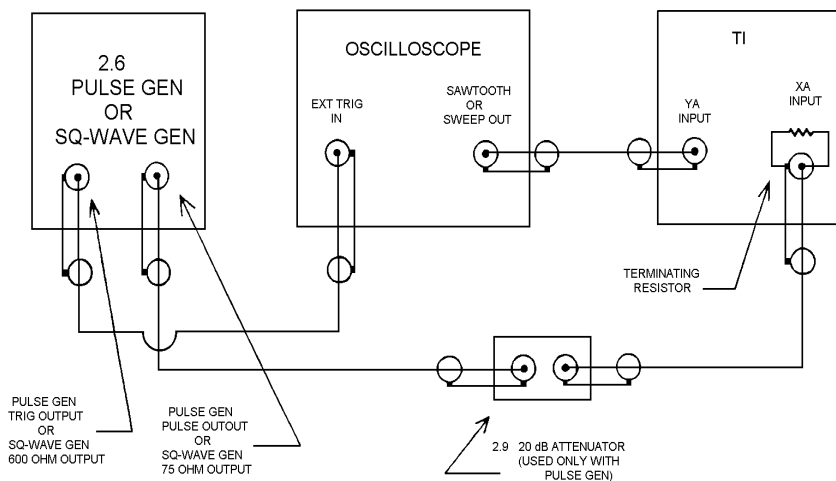 2.6
PULSE GEN
OR
SQ-WAVE GEN
OSCILLOSCOPE
EXT TRIG
IN
SAWTOOTH
OR
SWEEP OUT
TI
YA
INPUT
XA
INPUT
TERMINATING
RESISTOR
PULSE GEN
TRIG OUTPUT
OR
SQ-WAVE GEN
600 OHM OUTPUT
PULSE GEN
PULSE OUTOUT
OR
SQ-WAVE GEN
75 OHM OUTPUT
2.9 20 dB ATTENUATOR
(USED ONLY WITH
PULSE GEN)